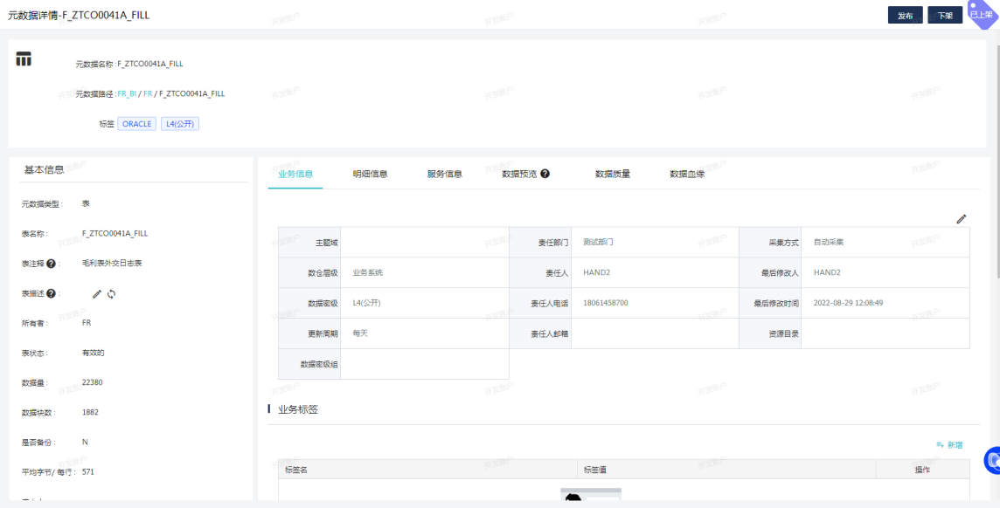 元数据详情-F_ZTCO0041A_FILL
发布 下架 已上架
元数据名称 :F_ZTCO0041A_FILL
元数据路径 :FR_BI / FR / F_ZTCO0041A_FILL
标签 ORACLE L4(公开)
基本信息
元数据类型 : 表
表名称 : F_ZTCO0041A_FILL
表注释 ? : 毛利表外交日志表
表描述 ? :
所有者 : FR
表状态 : 有效的
数据量 : 22380
数据块数 : 1882
是否备份 : N
平均字节/ 每行 : 571
业务信息 明细信息 服务信息 数据预览 ? 数据质量 数据血缘
主题域 责任部门 测试部门 采集方式 自动采集
数仓层级 业务系统 责任人 HAND2 最后修改人 HAND2
数据密级 L4(公开) 责任人电话 18061458700 最后修改时间 2022-08-29 12:08:49
更新周期 每天 责任人邮箱 资源目录
数据密级组
业务标签
新增
标签名 标签值 操作
开发账户